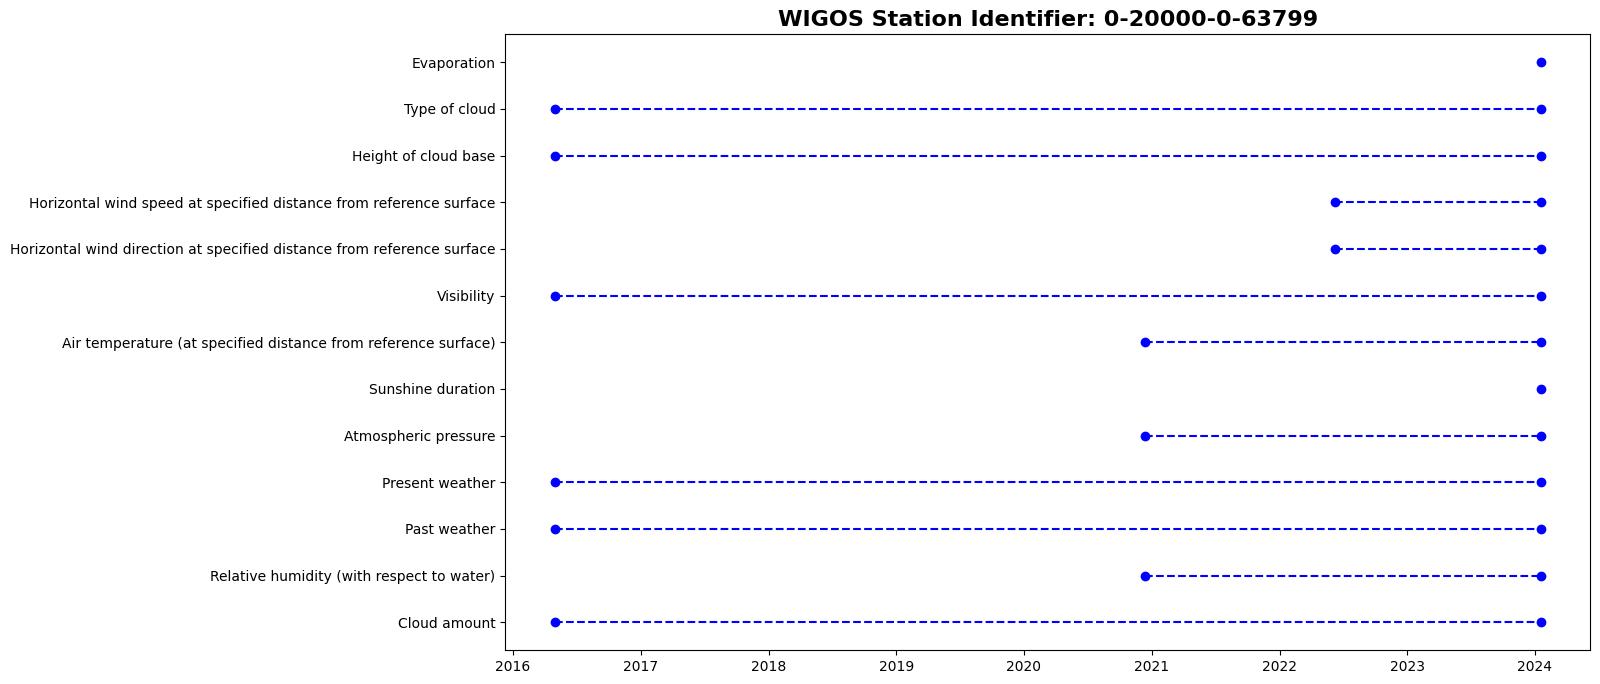 WIGOS Station Identifier: 0-20000-0-63799
Evaporation
Type of cloud
Height of cloud base
Horizontal wind speed at specified distance from reference surface
Horizontal wind direction at specified distance from reference surface
Visibility
Air temperature (at specified distance from reference surface)
Sunshine duration
Atmospheric pressure
Present weather
Past weather
Relative humidity (with respect to water)
Cloud amount
2016 2017 2018 2019 2020 2021 2022 2023 2024